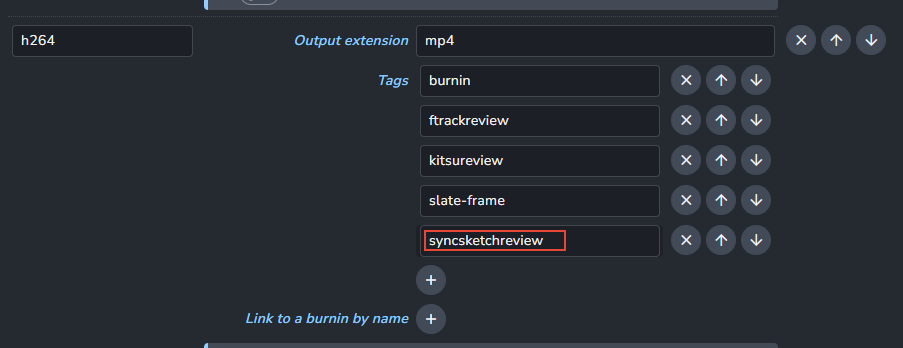 h264 Output extension mp4
Tags burnin
ftrackreview
kitsureview
slate-frame
syncsketchreview
Link to a burnin by name